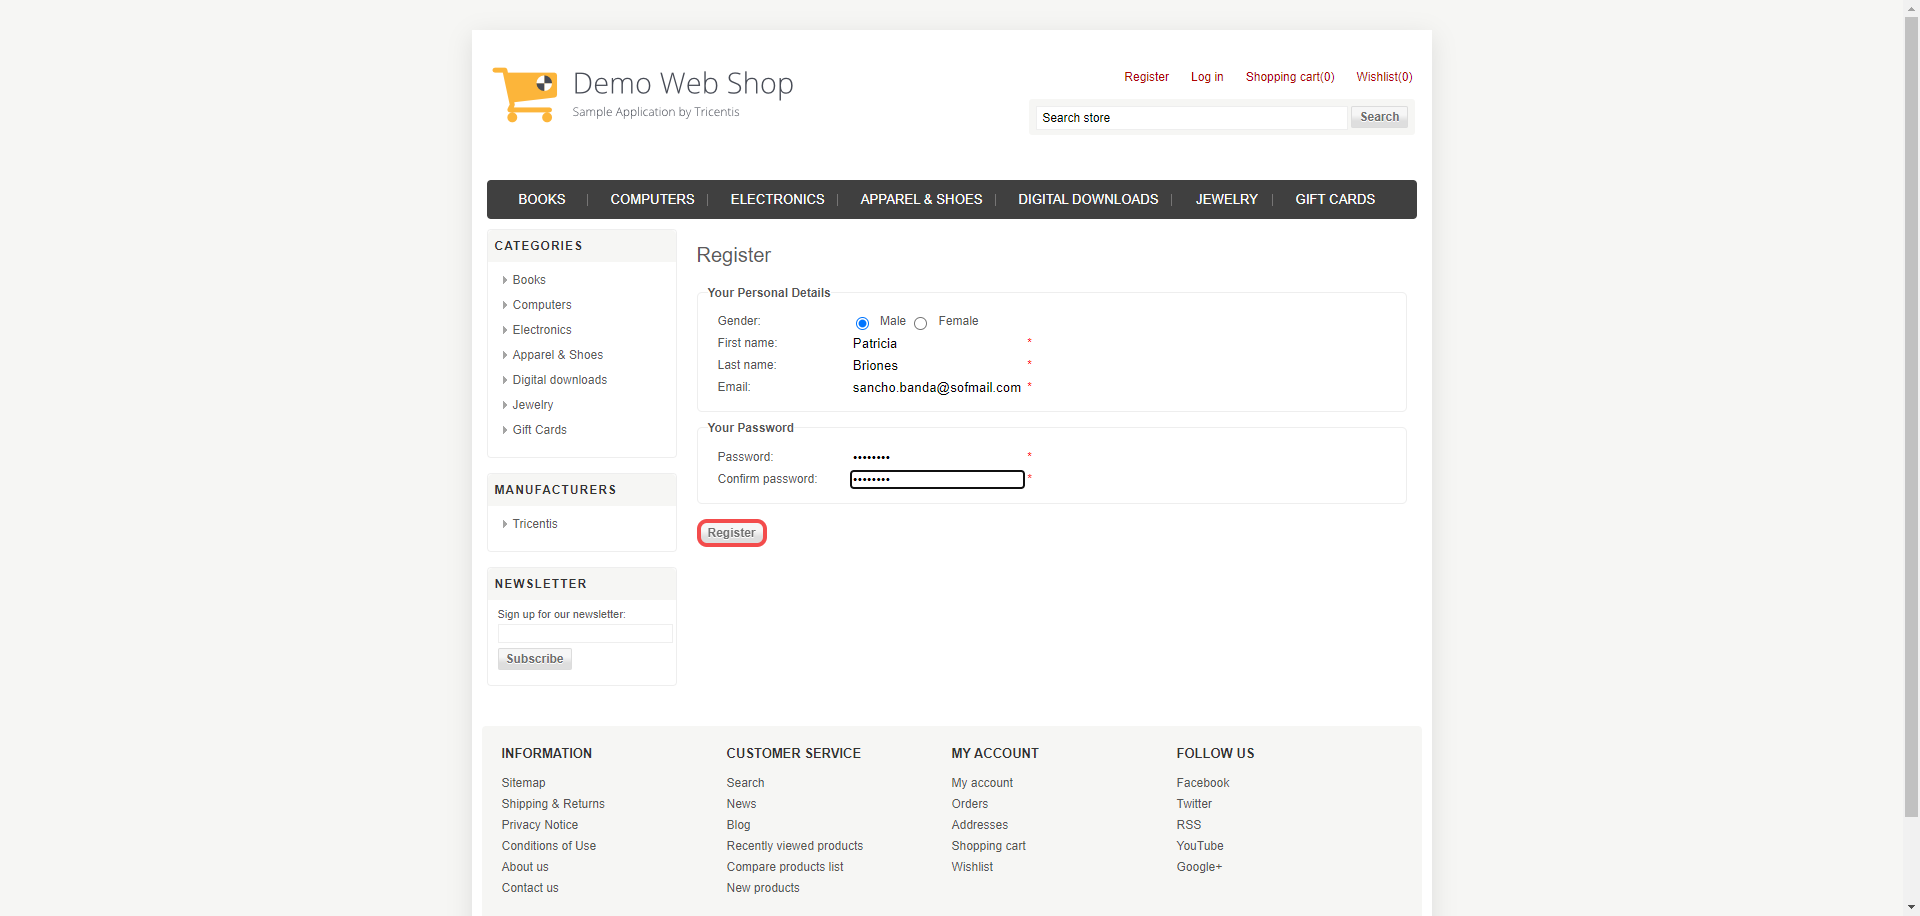 Demo Web Shop
Sample Application by Tricentis
Register Log in Shopping cart(0) Wishlist(0)
Search store Search
BOOKS COMPUTERS ELECTRONICS APPAREL & SHOES DIGITAL DOWNLOADS JEWELRY GIFT CARDS
CATEGORIES
Books
Computers
Electronics
Apparel & Shoes
Digital downloads
Jewelry
Gift Cards
MANUFACTURERS
Tricentis
NEWSLETTER
Sign up for our newsletter:
Subscribe
Register
Your Personal Details
Gender: Male Female
First name: Patricia *
Last name: Briones *
Email: sancho.banda@sofmail.com *
Your Password
Password: •••••••• *
Confirm password: •••••••• *
Register
INFORMATION
Sitemap
Shipping & Returns
Privacy Notice
Conditions of Use
About us
Contact us
CUSTOMER SERVICE
Search
News
Blog
Recently viewed products
Compare products list
New products
MY ACCOUNT
My account
Orders
Addresses
Shopping cart
Wishlist
FOLLOW US
Facebook
Twitter
RSS
YouTube
Google+